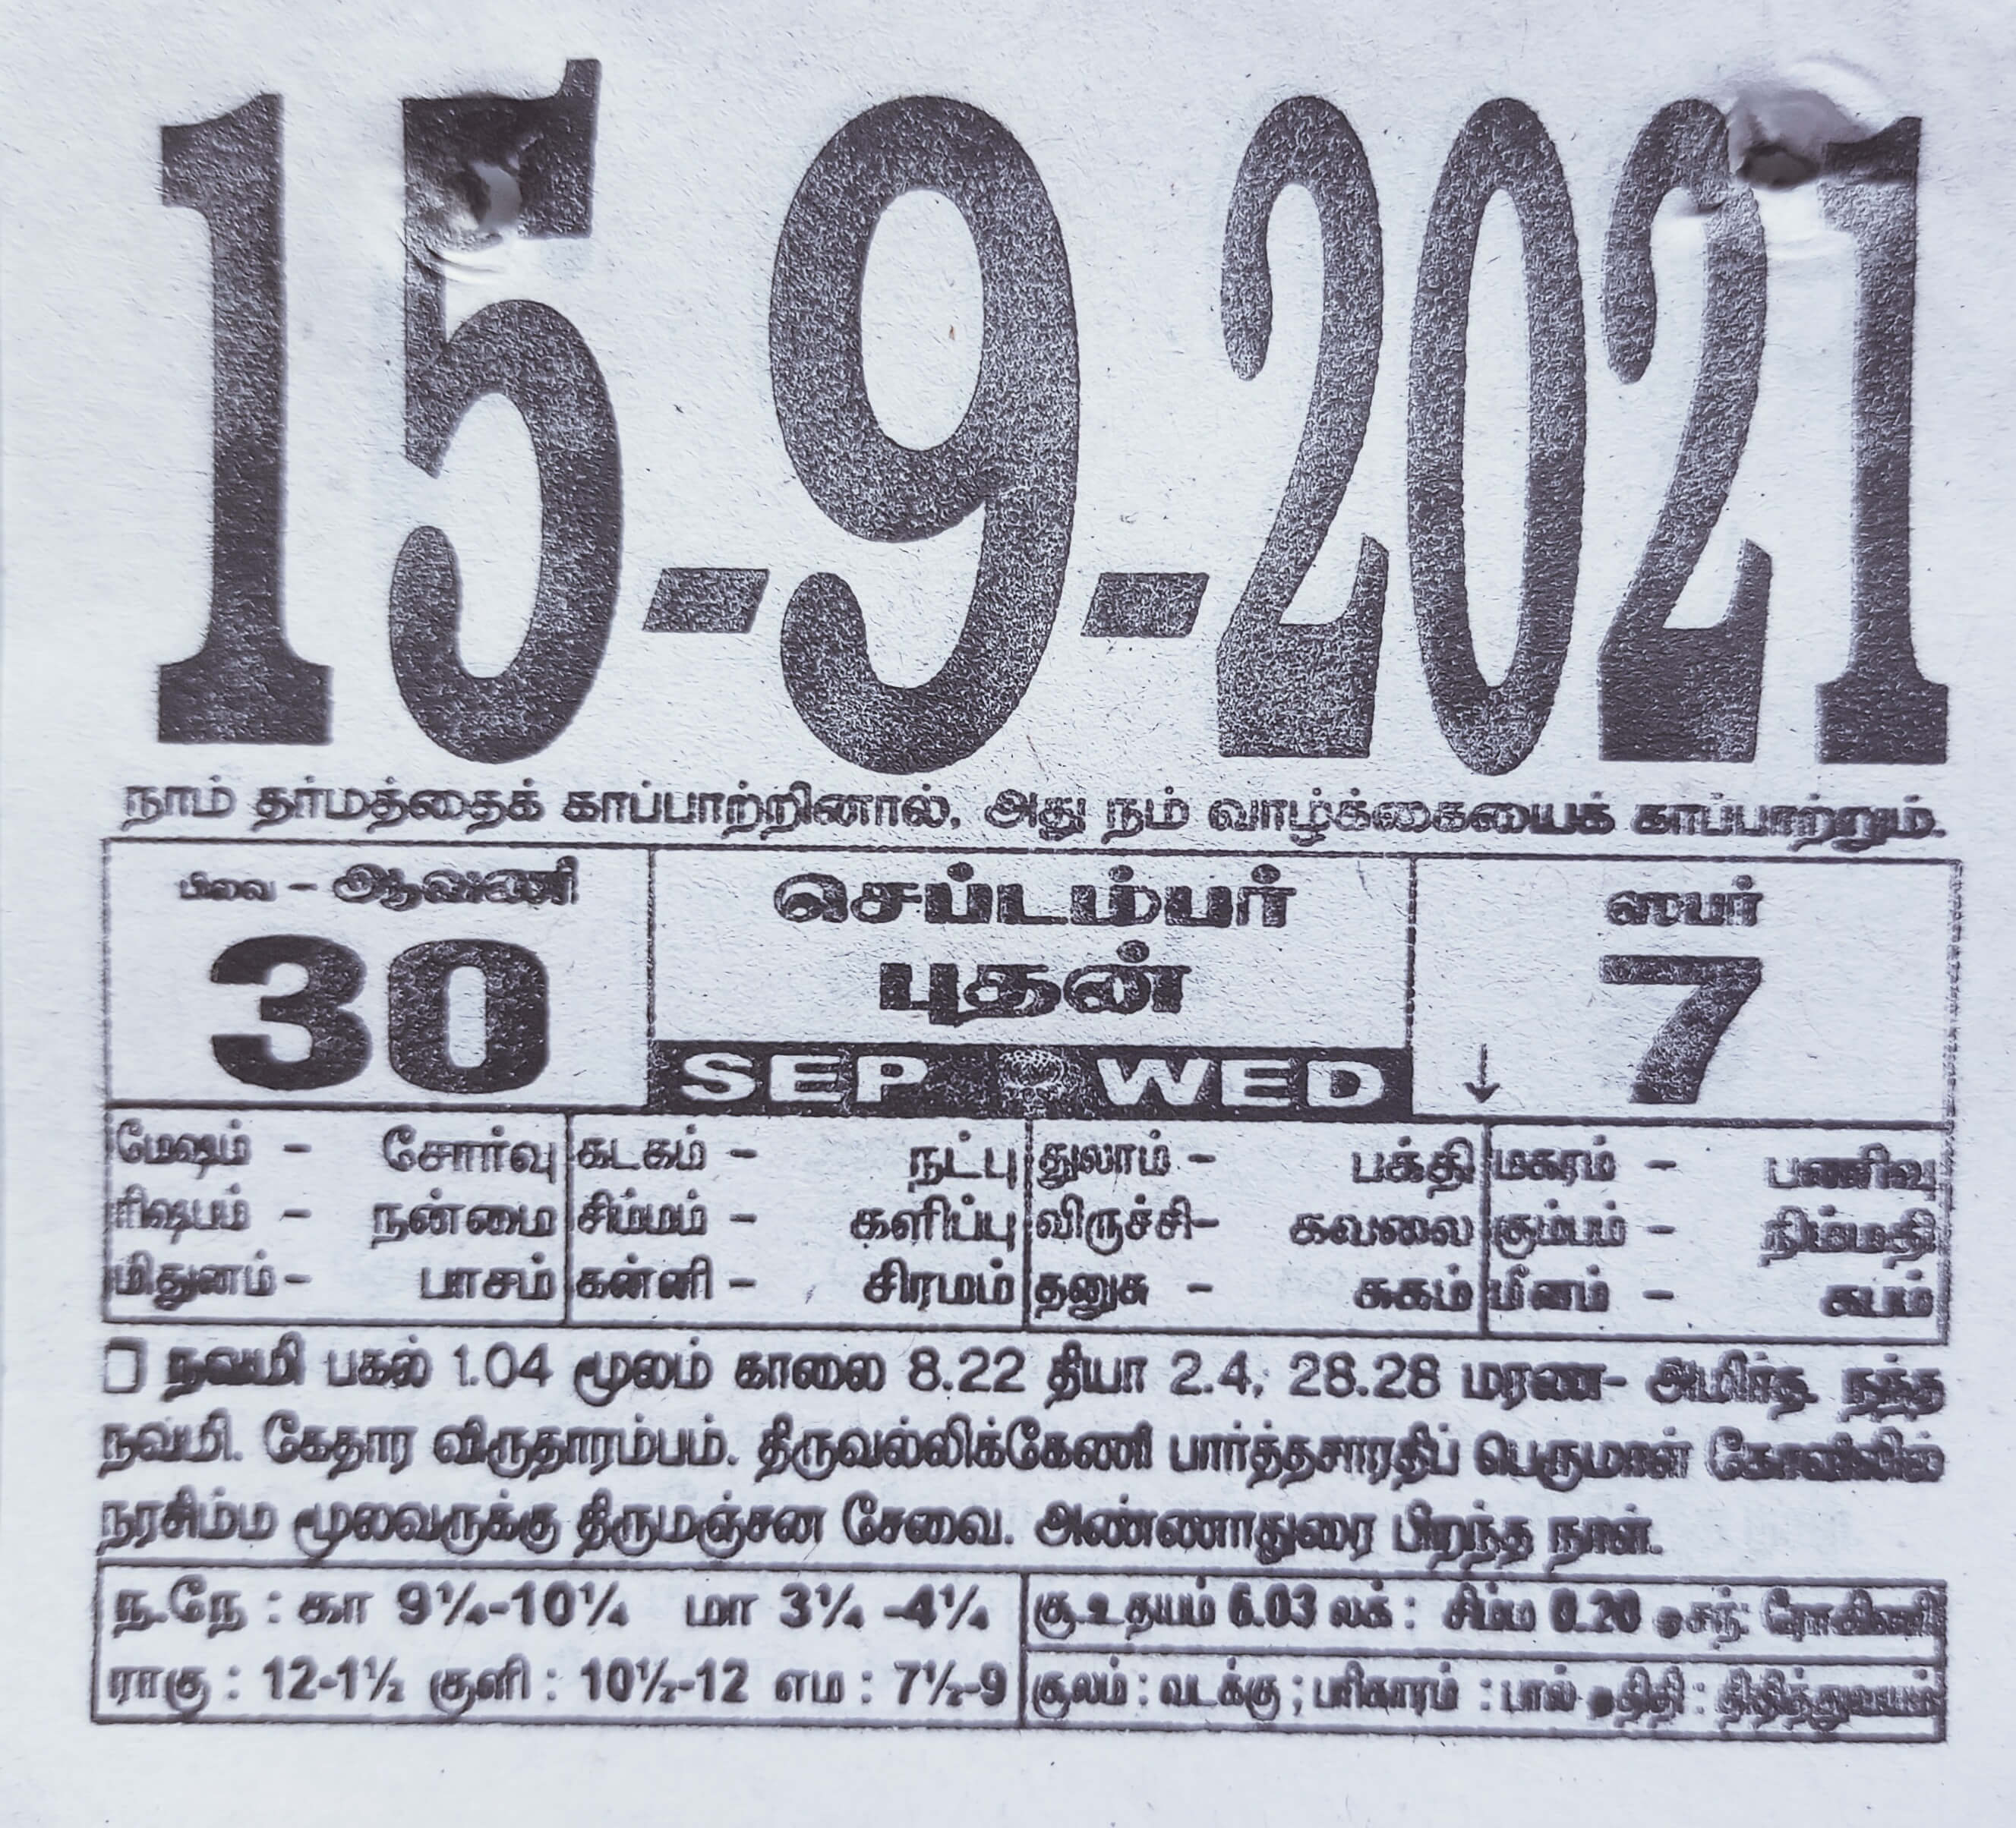 15-9-2021
நாம் தர்மத்தைக் காப்பாற்றினால், அது நம் வாழ்க்கையைக் காப்பாற்றும்.
பிலவ - ஆவணி செப்டம்பர் ஸபர்
30 புதன் 7
SEP WED ↓
மேஷம் - சோர்வு கடகம் - நட்பு துலாம் - பக்தி மகரம் - பணிவு
ரிஷபம் - நன்மை சிம்மம் - களிப்பு விருச்சி- கவலை கும்பம் - நிம்மதி
மிதுனம்- பாசம் கன்னி - சிரமம் தனுசு - சுகம் மீனம் - சுபம்
நவமி பகல் 1.04 மூலம் காலை 8.22 தியா 2.4; 28.28 மரண- அமிர்த. நந்த
நவமி. கேதார விருதாரம்பம். திருவல்லிக்கேணி பார்த்தசாரதிப் பெருமாள் கோவிலில்
நரசிம்ம மூலவருக்கு திருமஞ்சன சேவை. அண்ணாதுரை பிறந்த நாள்.
ந.நே : கா 9¼-10¼ மா 3¼ -4¼ சூ.உதயம் 6.03 லக் : சிம்ம 0.20 சந்: ரோகிணி
ராகு : 12-1½ குளி : 10½-12 எம : 7½-9 சூலம் : வடக்கு ; பரிகாரம் : பால் திதி : திதித்துவயம்